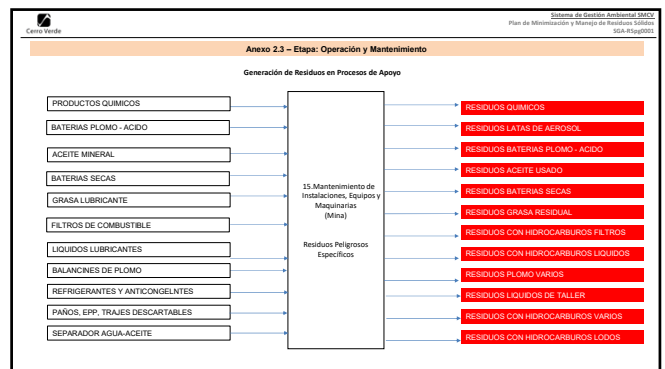 Cerro Verde
Sistema de Gestión Ambiental SMCV
Plan de Minimización y Manejo de Residuos Sólidos
SGA-RSpg0001
Anexo 2.3 – Etapa: Operación y Mantenimiento
Generación de Residuos en Procesos de Apoyo
PRODUCTOS QUIMICOS
BATERIAS PLOMO - ACIDO
ACEITE MINERAL
BATERIAS SECAS
GRASA LUBRICANTE
FILTROS DE COMBUSTIBLE
LIQUIDOS LUBRICANTES
BALANCINES DE PLOMO
REFRIGERANTES Y ANTICONGELNTES
PAÑOS, EPP, TRAJES DESCARTABLES
SEPARADOR AGUA-ACEITE
15.Mantenimiento de
Instalaciones, Equipos y
Maquinarias
(Mina)
Residuos Peligrosos
Específicos
RESIDUOS QUIMICOS
RESIDUOS LATAS DE AEROSOL
RESIDUOS BATERIAS PLOMO - ACIDO
RESIDUOS ACEITE USADO
RESIDUOS BATERIAS SECAS
RESIDUOS GRASA RESIDUAL
RESIDUOS CON HIDROCARBUROS FILTROS
RESIDUOS CON HIDROCARBUROS LIQUIDOS
RESIDUOS PLOMO VARIOS
RESIDUOS LIQUIDOS DE TALLER
RESIDUOS CON HIDROCARBUROS VARIOS
RESIDUOS CON HIDROCARBUROS LODOS